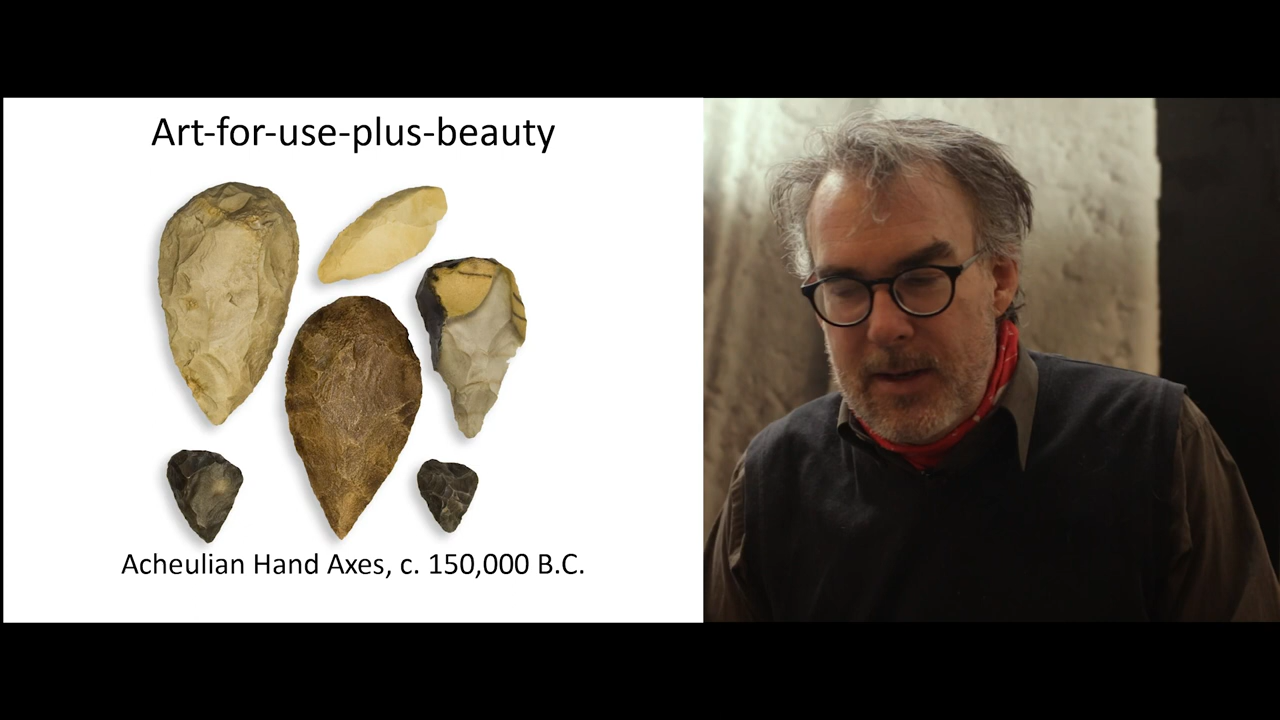 Art-for-use-plus-beauty
Acheulian Hand Axes, c. 150,000 B.C.